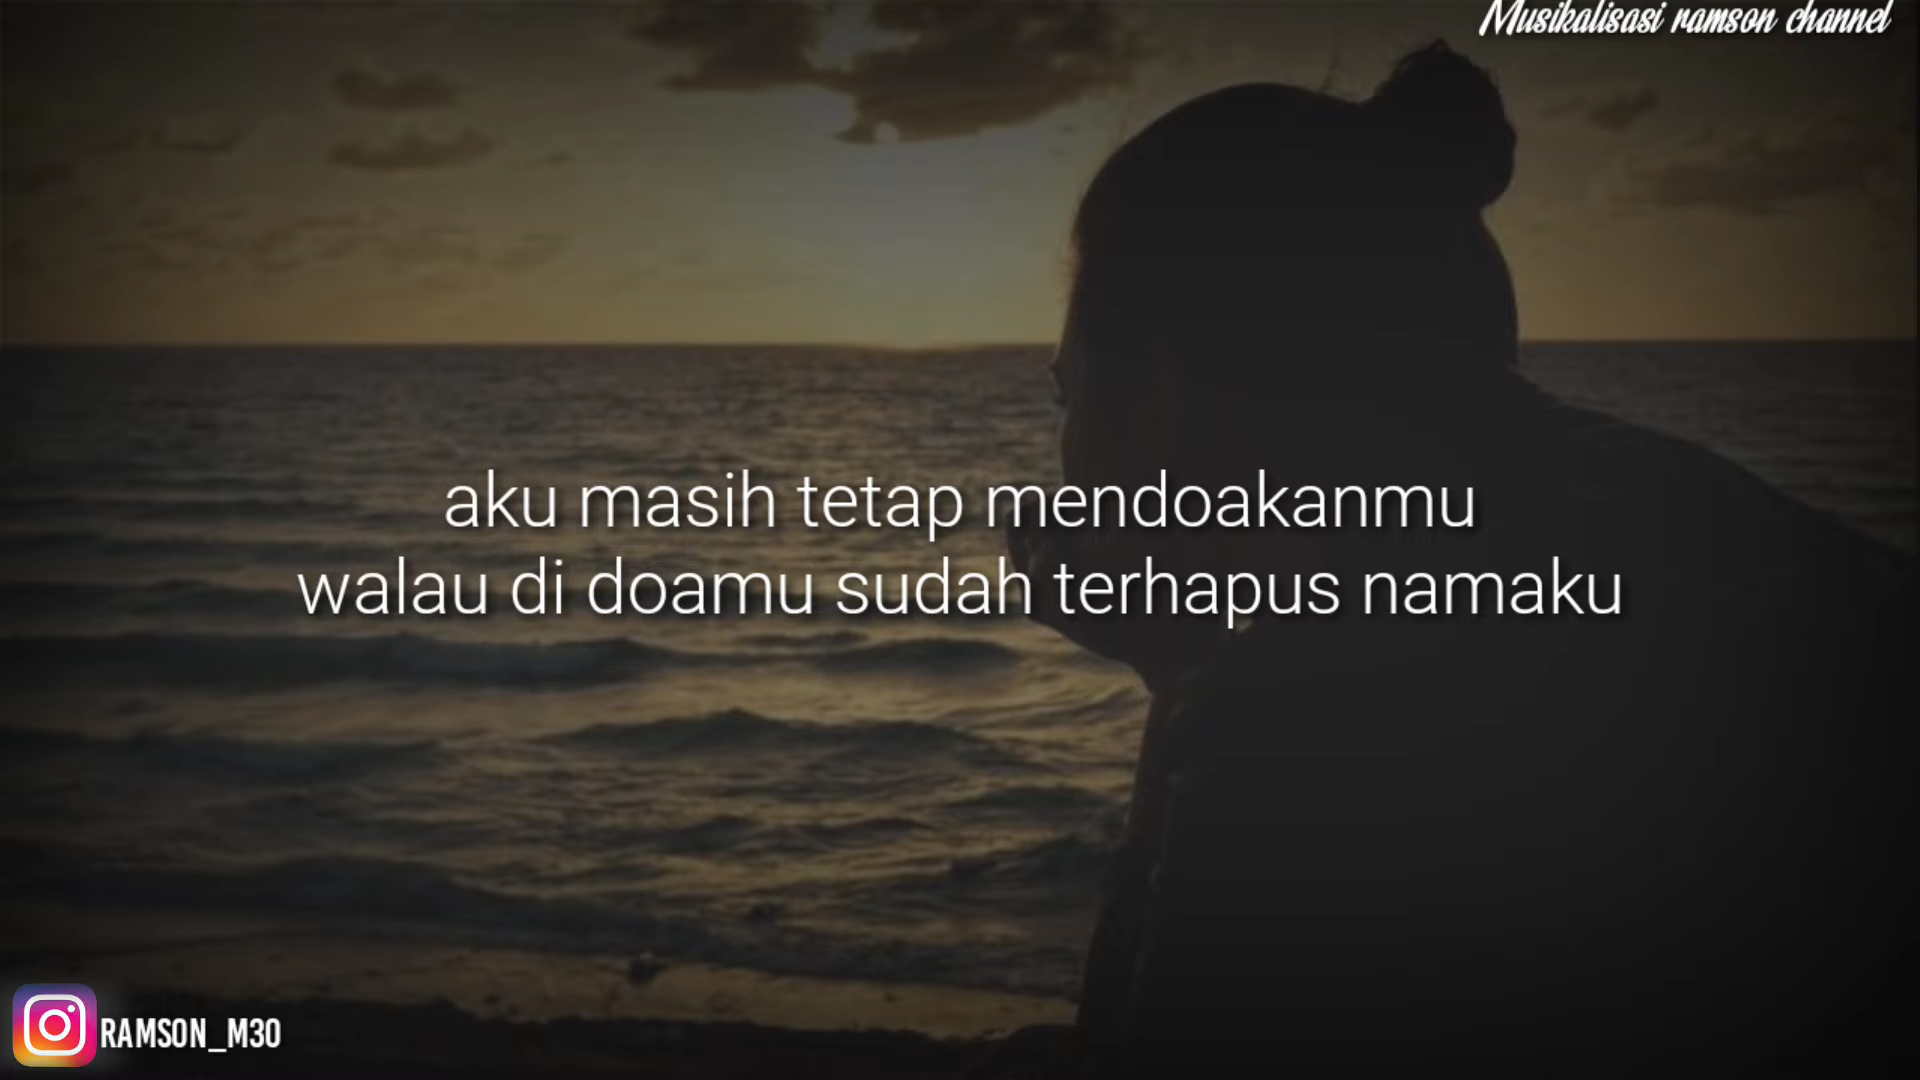 Musikalisasi ramson channel
aku masih tetap mendoakanmu
walau di doamu sudah terhapus namaku
RAMSON_M30